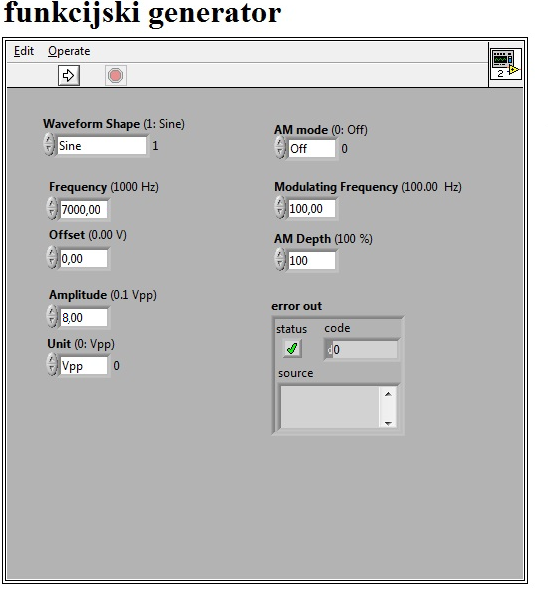 funkcijski generator
Edit Operate
2
Waveform Shape (1: Sine)
Sine 1
AM mode (0: Off)
Off 0
Frequency (1000 Hz)
7000,00
Modulating Frequency (100.00 Hz)
100,00
Offset (0.00 V)
0,00
AM Depth (100 %)
100
Amplitude (0.1 Vpp)
8,00
Unit (0: Vpp)
Vpp 0
error out
status code
d0
source